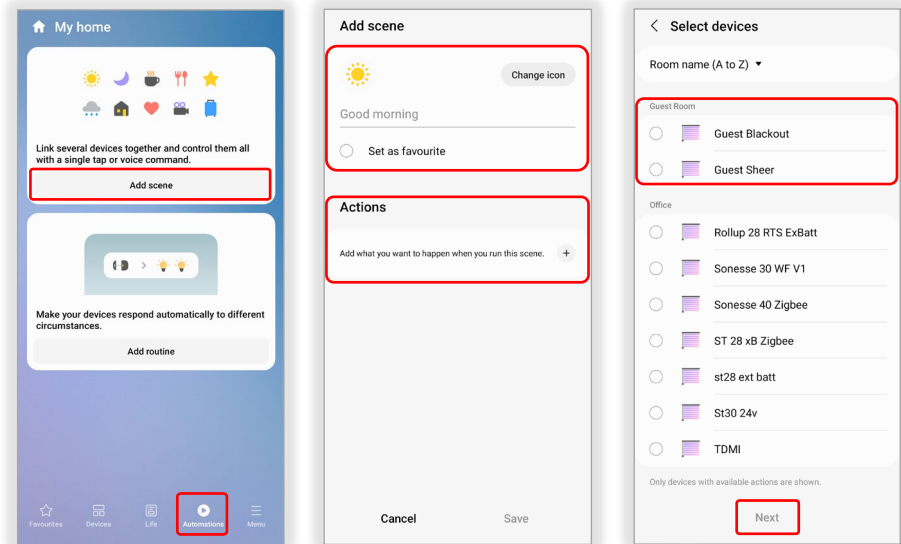 My home
Link several devices together and control them all
with a single tap or voice command.
Add scene
Make your devices respond automatically to different
circumstances.
Add routine
Favourites
Devices
Life
Automations
Menu
Add scene
Change icon
Good morning
Set as favourite
Actions
Add what you want to happen when you run this scene.
Cancel
Save
Select devices
Room name (A to Z)
Guest Room
Guest Blackout
Guest Sheer
Office
Rollup 28 RTS ExBatt
Sonesse 30 WF V1
Sonesse 40 Zigbee
ST 28 xB Zigbee
st28 ext batt
St30 24v
TDMI
Only devices with available actions are shown.
Next